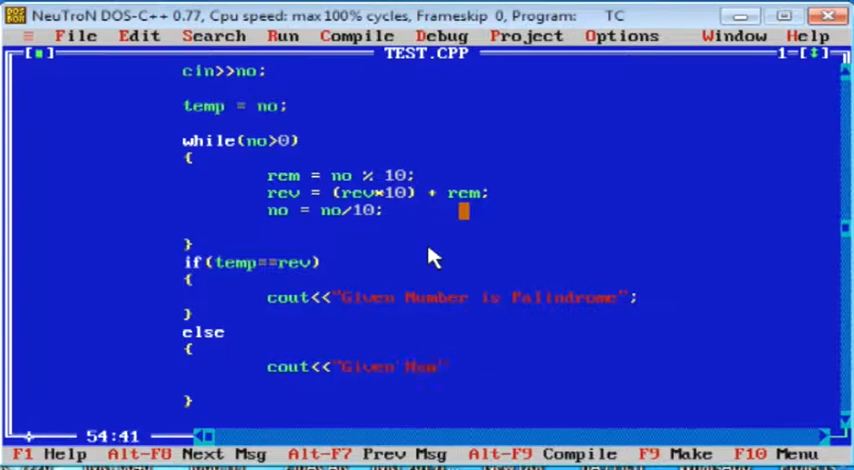 NeuTroN DOS-C++ 0.77, Cpu speed: max 100% cycles, Frameskip 0, Program: TC
≡ File Edit Search Run Compile Debug Project Options Window Help
[■] TEST.CPP 1=[↕]
cin>>no;
temp = no;
while(no>0)
{
rem = no % 10;
rev = (rev*10) + rem;
no = no/10;
}
if(temp==rev)
{
cout<<"Given Number is Palindrome";
}
else
{
cout<<"Given Num"
}
54:41
F1 Help Alt-F8 Next Msg Alt-F7 Prev Msg Alt-F9 Compile F9 Make F10 Menu